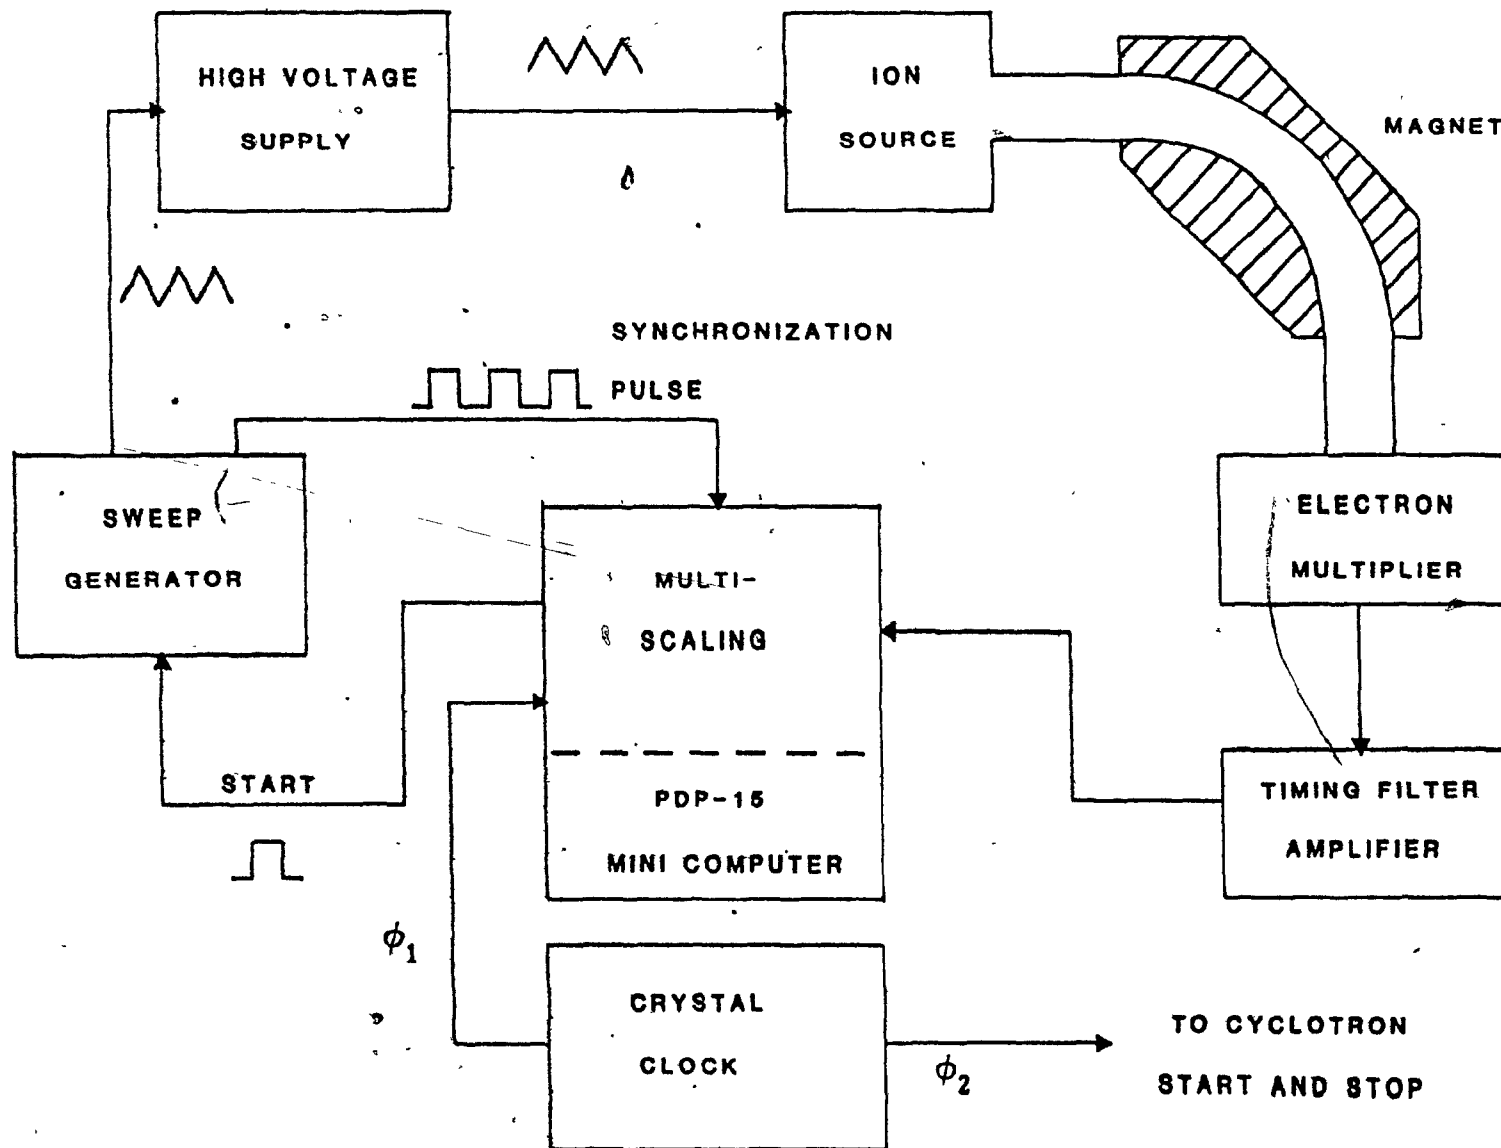 HIGH VOLTAGE
SUPPLY
ION
SOURCE
MAGNET
SYNCHRONIZATION
PULSE
SWEEP
GENERATOR
MULTI-
SCALING
ELECTRON
MULTIPLIER
START
PDP-15
MINI COMPUTER
TIMING FILTER
AMPLIFIER
ϕ1
CRYSTAL
CLOCK
ϕ2
TO CYCLOTRON
START AND STOP